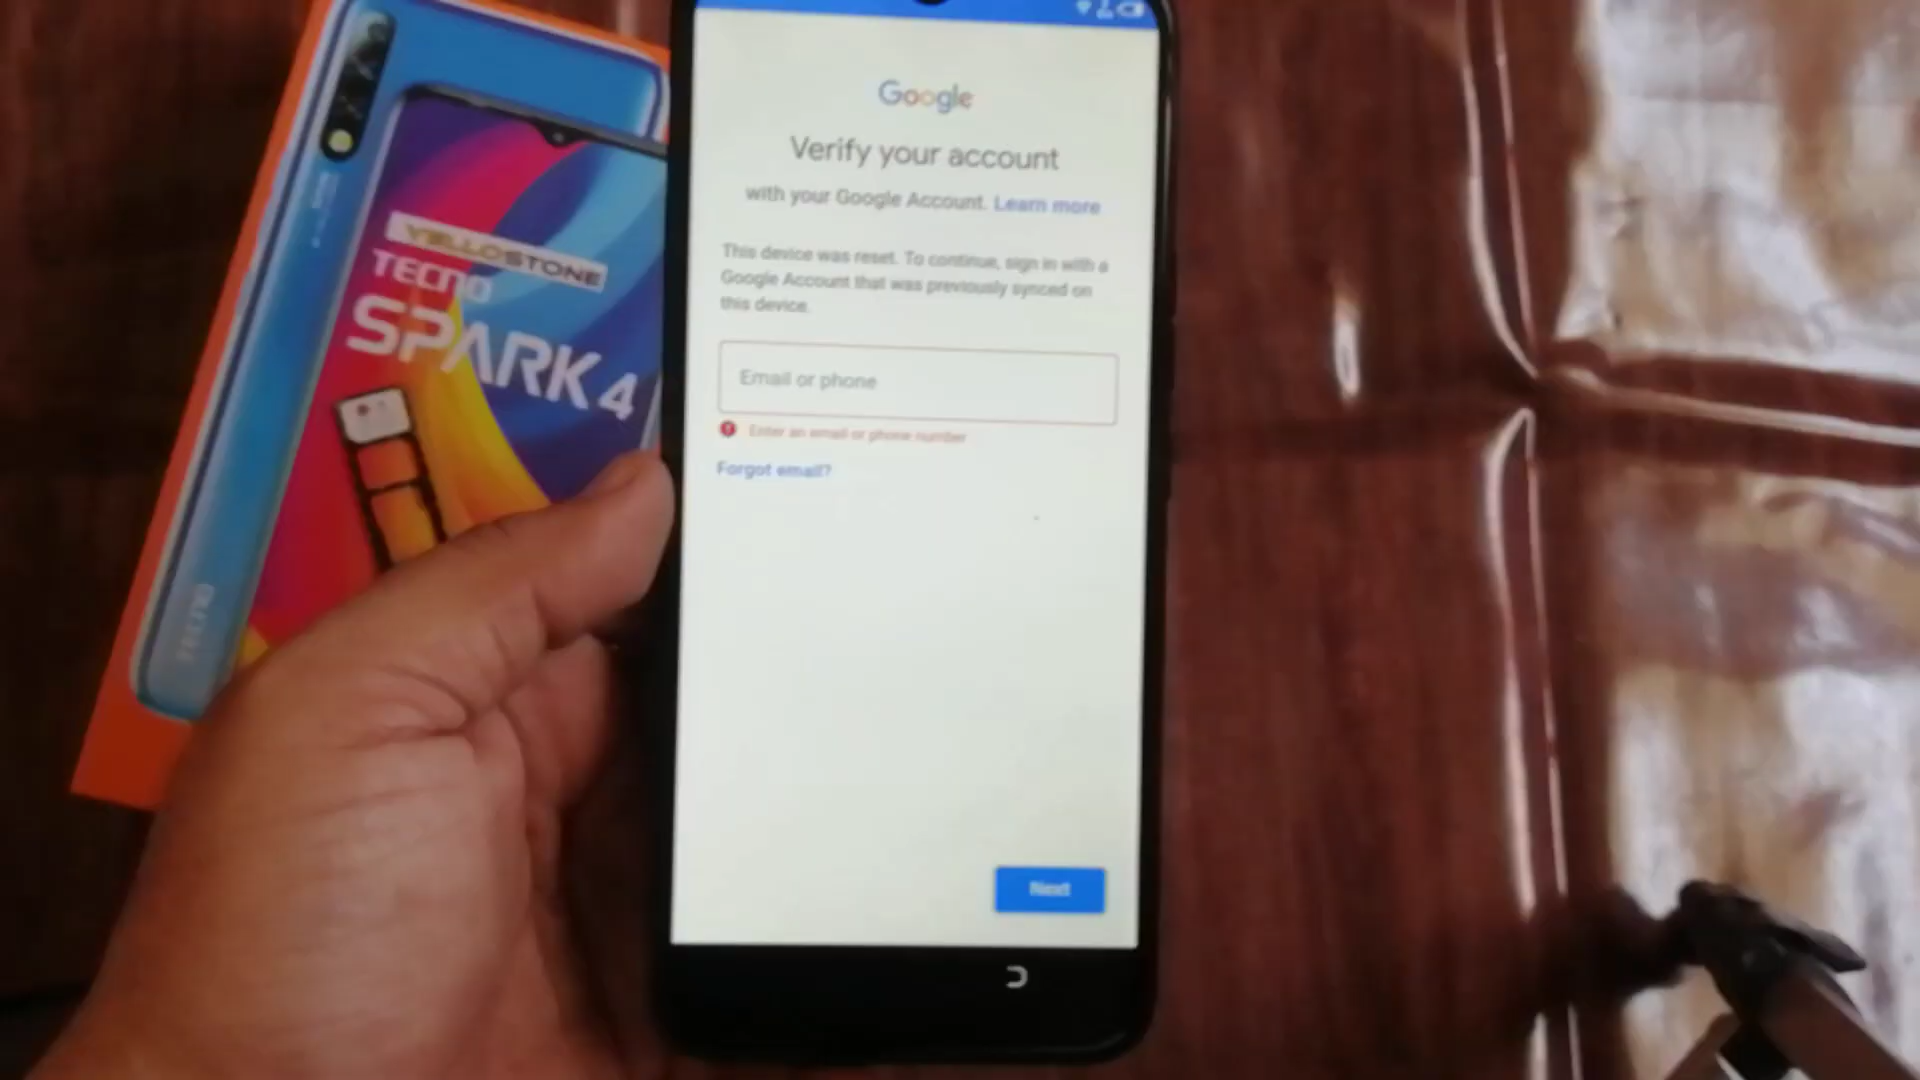 YELLOSTONE
TECNO
SPARK 4
TECNO
Google
Verify your account
with your Google Account. Learn more
This device was reset. To continue, sign in with a
Google Account that was previously synced on
this device.
Email or phone
Enter an email or phone number
Forgot email?
Next